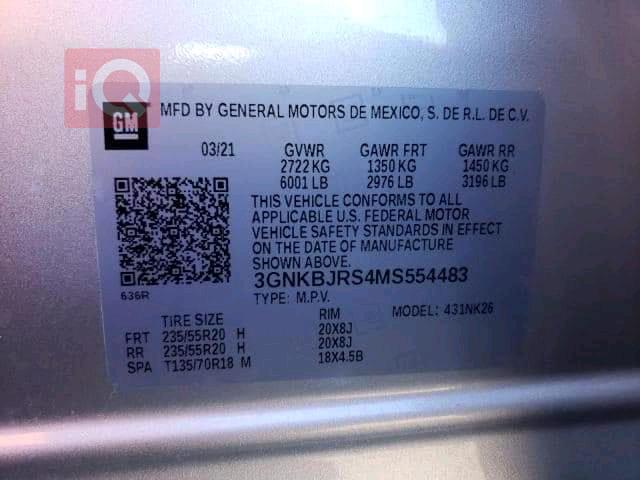 iQ
GM
MFD BY GENERAL MOTORS DE MEXICO, S. DE R.L. DE C.V.
03/21 GVWR GAWR FRT GAWR RR
2722 KG 1350 KG 1450 KG
6001 LB 2976 LB 3196 LB
THIS VEHICLE CONFORMS TO ALL
APPLICABLE U.S. FEDERAL MOTOR
VEHICLE SAFETY STANDARDS IN EFFECT
ON THE DATE OF MANUFACTURE
SHOWN ABOVE.
3GNKBJRS4MS554483
636R
TYPE: M.P.V. MODEL: 431NK26
TIRE SIZE RIM
FRT 235/55R20 H 20X8J
RR 235/55R20 H 20X8J
SPA T135/70R18 M 18X4.5B